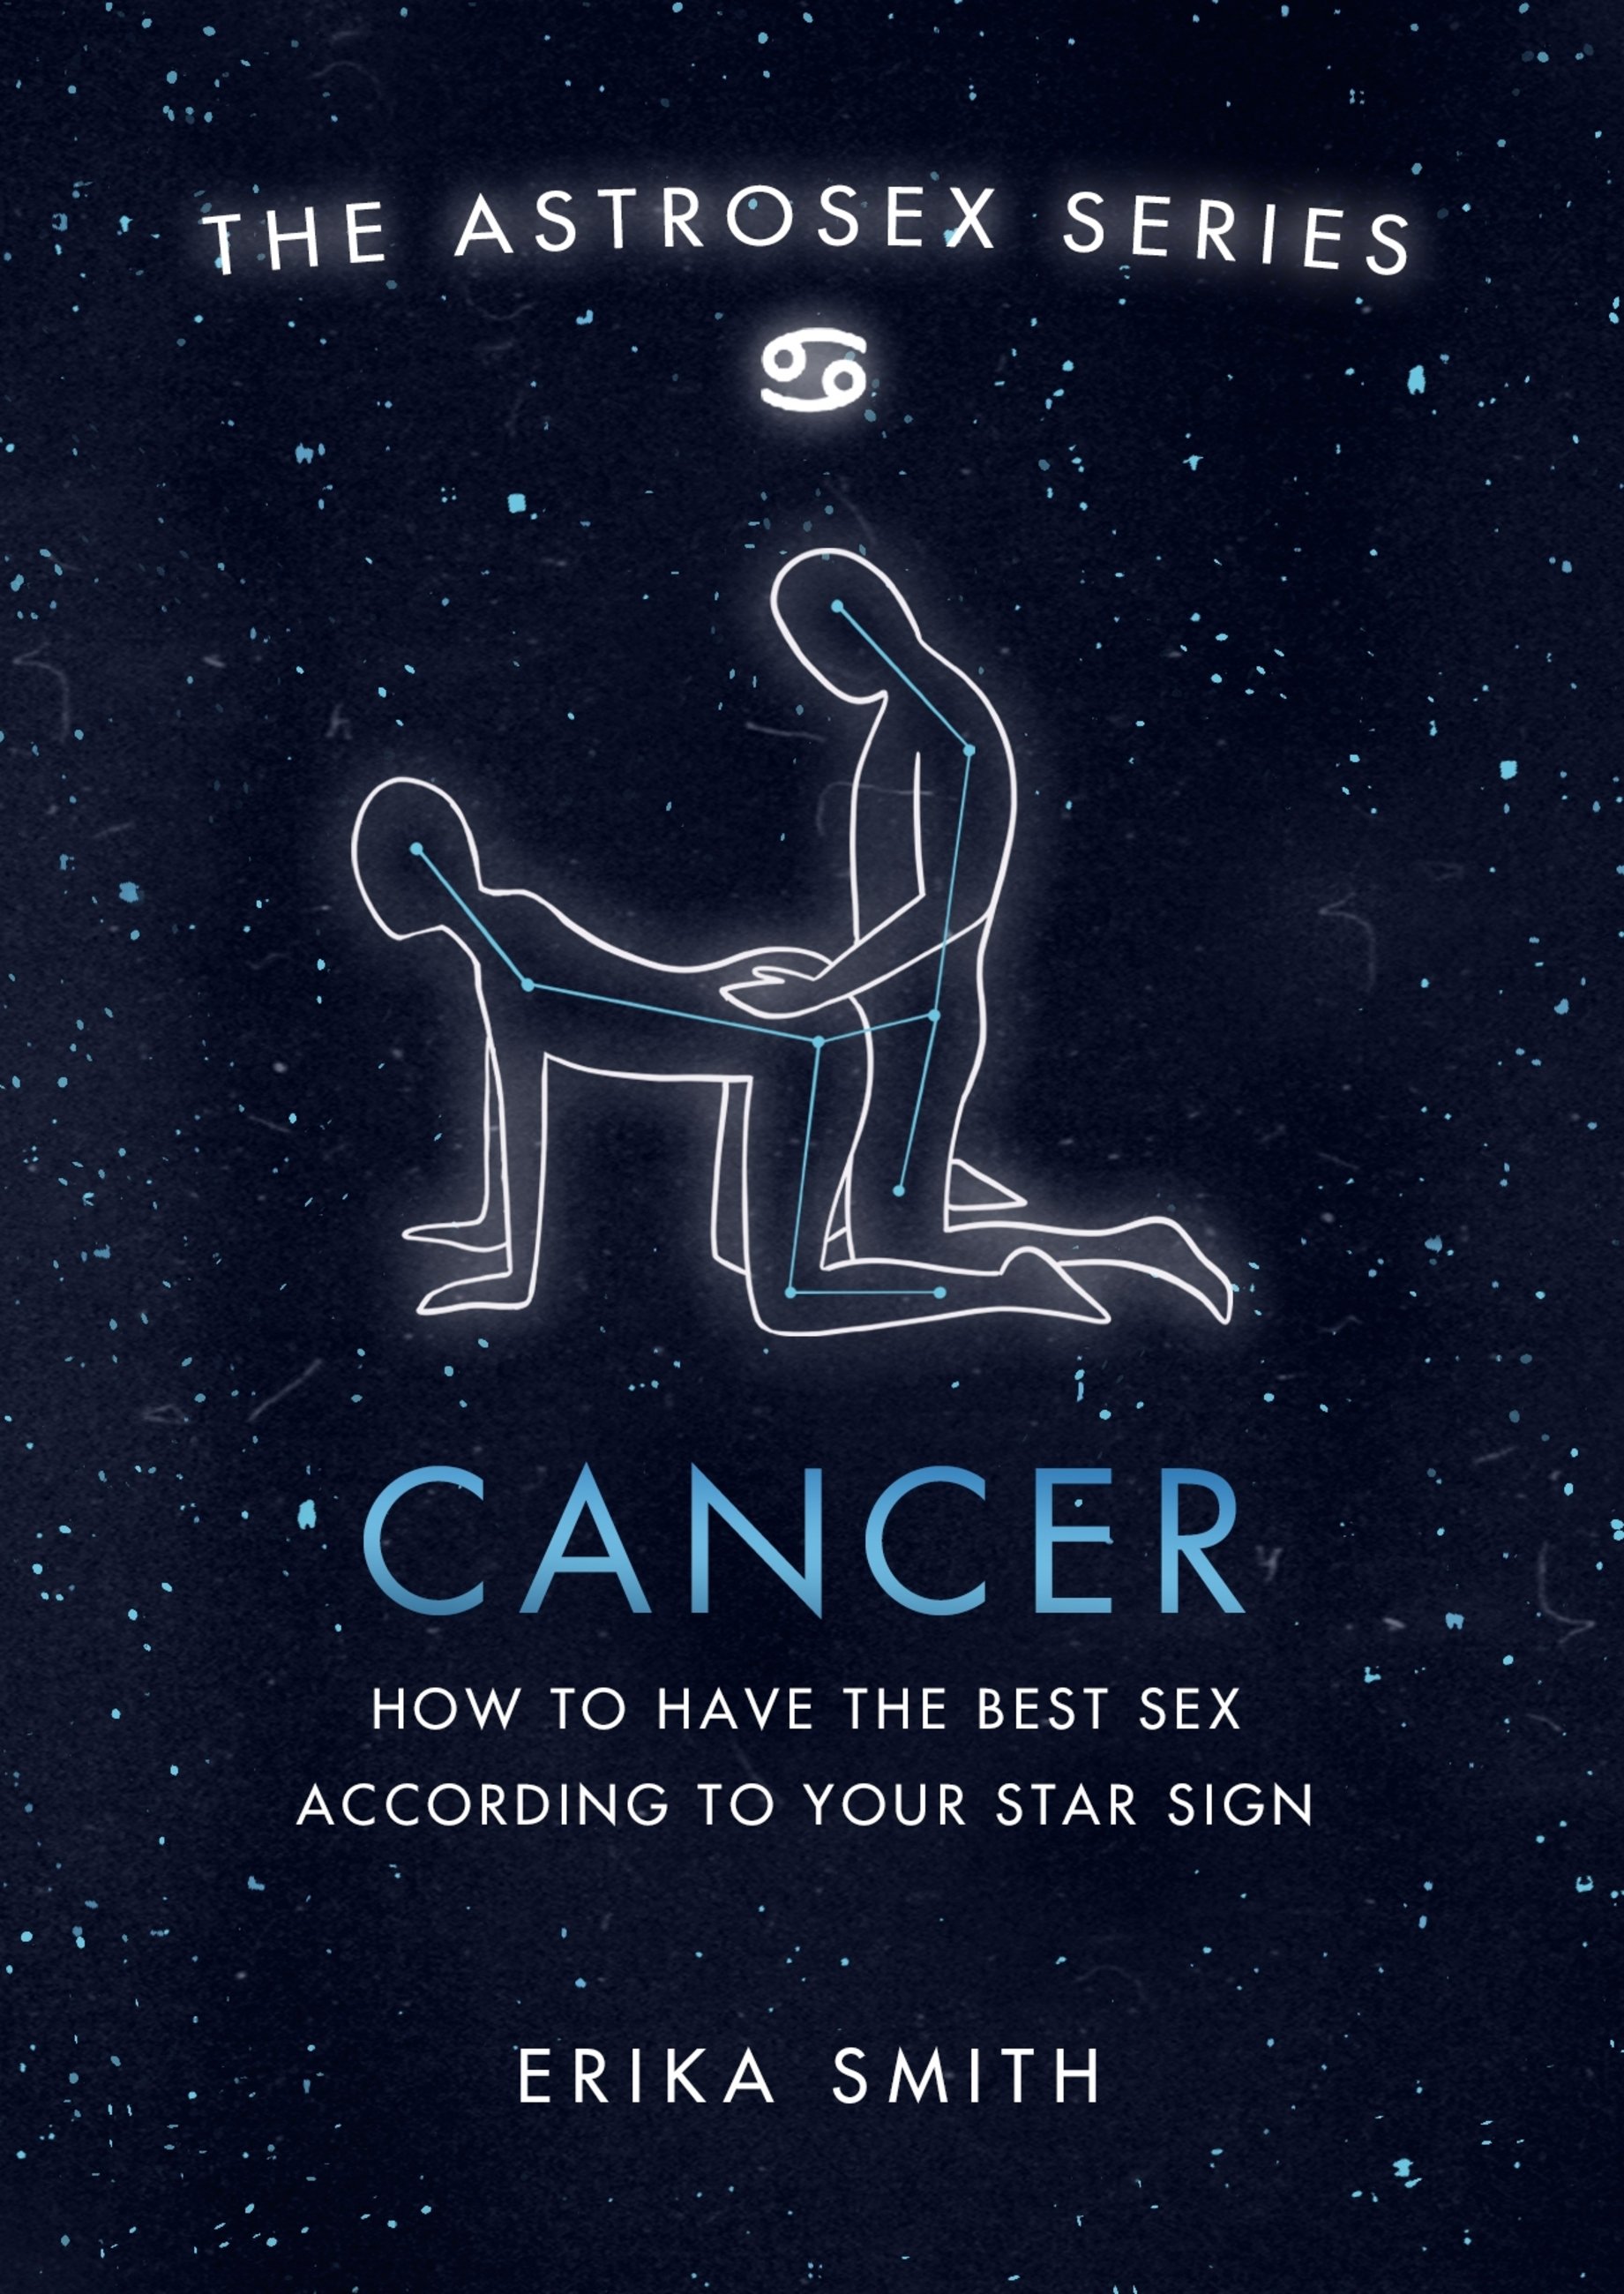 THE ASTROSEX SERIES
♋
CANCER
HOW TO HAVE THE BEST SEX
ACCORDING TO YOUR STAR SIGN
ERIKA SMITH